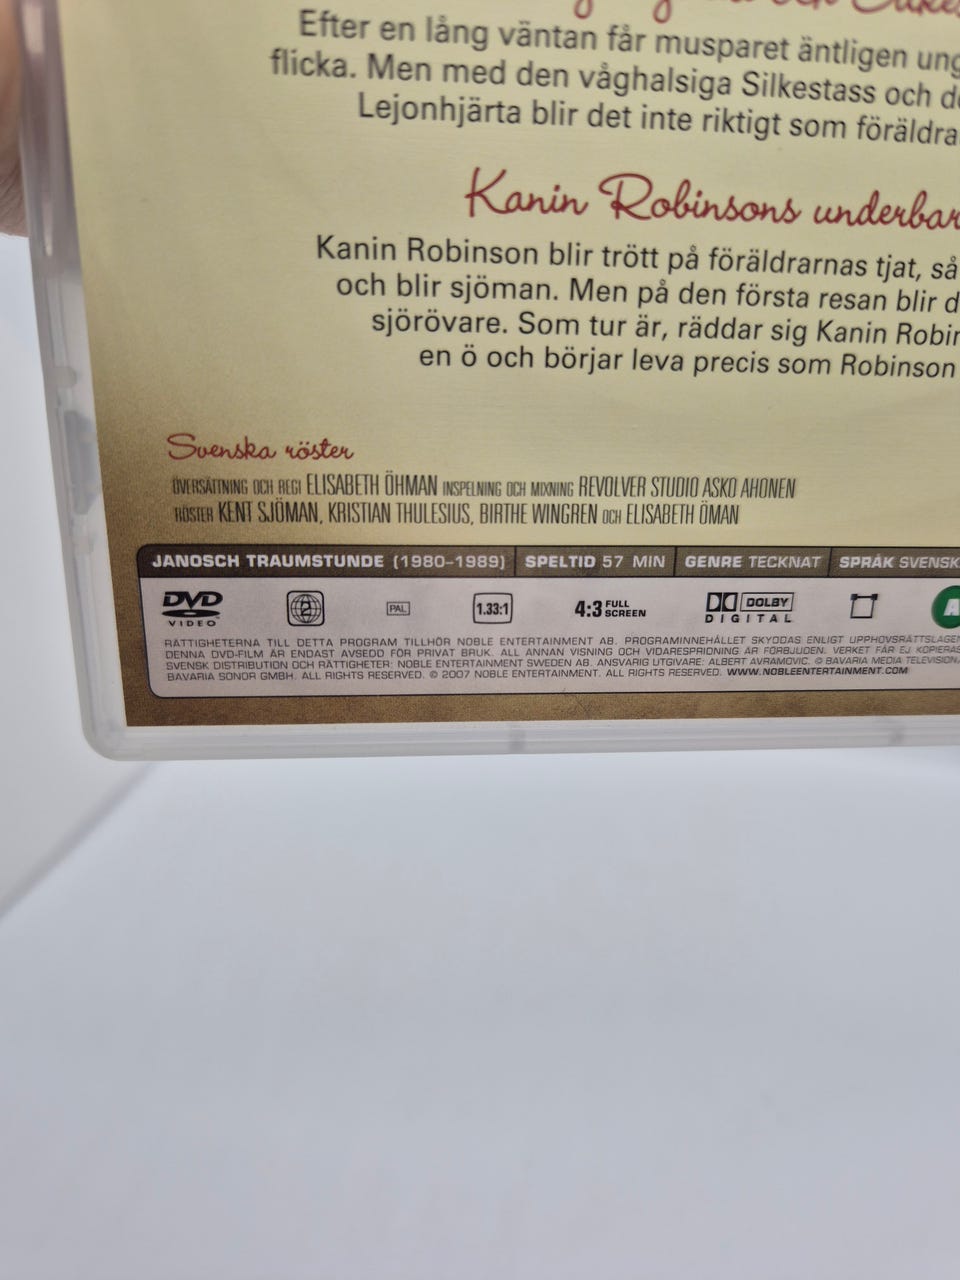 Efter en lång väntan får musparet äntligen
flicka. Men med den våghalsiga Silkestass och
Lejonhjärta blir det inte riktigt som
Kanin Robinsons
Kanin Robinson blir trött på föräldrarnas tjat, så
och blir sjöman. Men på den första resan blir
sjörövare. Som tur är, räddar sig Kanin
en ö och börjar leva precis som Robinson
Svenska röster
ÖVERSÄTTNING OCH REGI ELISABETH ÖHMAN INSPELNING OCH MIXNING REVOLVER STUDIO ASKO AHONEN
RÖSTER KENT SJÖMAN, KRISTIAN THULESIUS, BIRTHE WINGREN OCH ELISABETH ÖMAN
JANOSCH TRAUMSTUNDE (1980-1989) SPELTID 57 MIN GENRE TECKNAT SPRÅK SVENSK
DVD VIDEO 2 PAL 1.33:1 4:3 FULL SCREEN DOLBY DIGITAL A
RÄTTIGHETERNA TILL DETTA PROGRAM TILLHÖR NOBLE ENTERTAINMENT AB. PROGRAMINNEHÅLLET SKYDDAS ENLIGT UPPHOVSRÄTTSLAGEN
DENNA DVD-FILM ÄR ENDAST AVSEDD FÖR PRIVAT BRUK. ALL ANNAN VISNING OCH VIDARESPRIDNING ÄR FÖRBJUDEN. VERKET FÅR EJ KOPIERAS
SVENSK DISTRIBUTION OCH RÄTTIGHETER: NOBLE ENTERTAINMENT SWEDEN AB. ANSVARIG UTGIVARE: ALBERT AVRAMOVIC. © BAVARIA MEDIA TELEVISION
BAVARIA SONOR GMBH. ALL RIGHTS RESERVED. © 2007 NOBLE ENTERTAINMENT. ALL RIGHTS RESERVED. WWW.NOBLEENTERTAINMENT.COM